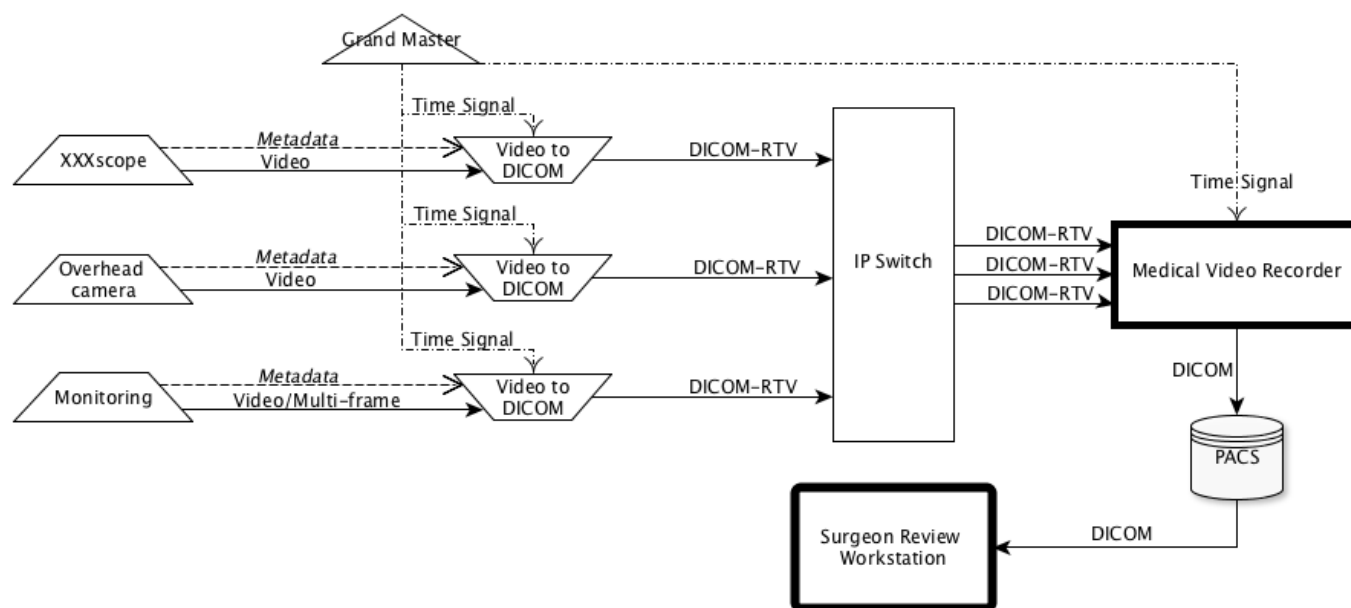 Grand Master
Time Signal
XXXscope
Metadata
Video
Video to
DICOM
DICOM-RTV
Time Signal
Time Signal
Overhead
camera
Metadata
Video
Video to
DICOM
DICOM-RTV
IP Switch
DICOM-RTV
DICOM-RTV
DICOM-RTV
Medical Video Recorder
Time Signal
Monitoring
Metadata
Video/Multi-frame
Video to
DICOM
DICOM-RTV
DICOM
PACS
DICOM
Surgeon Review
Workstation